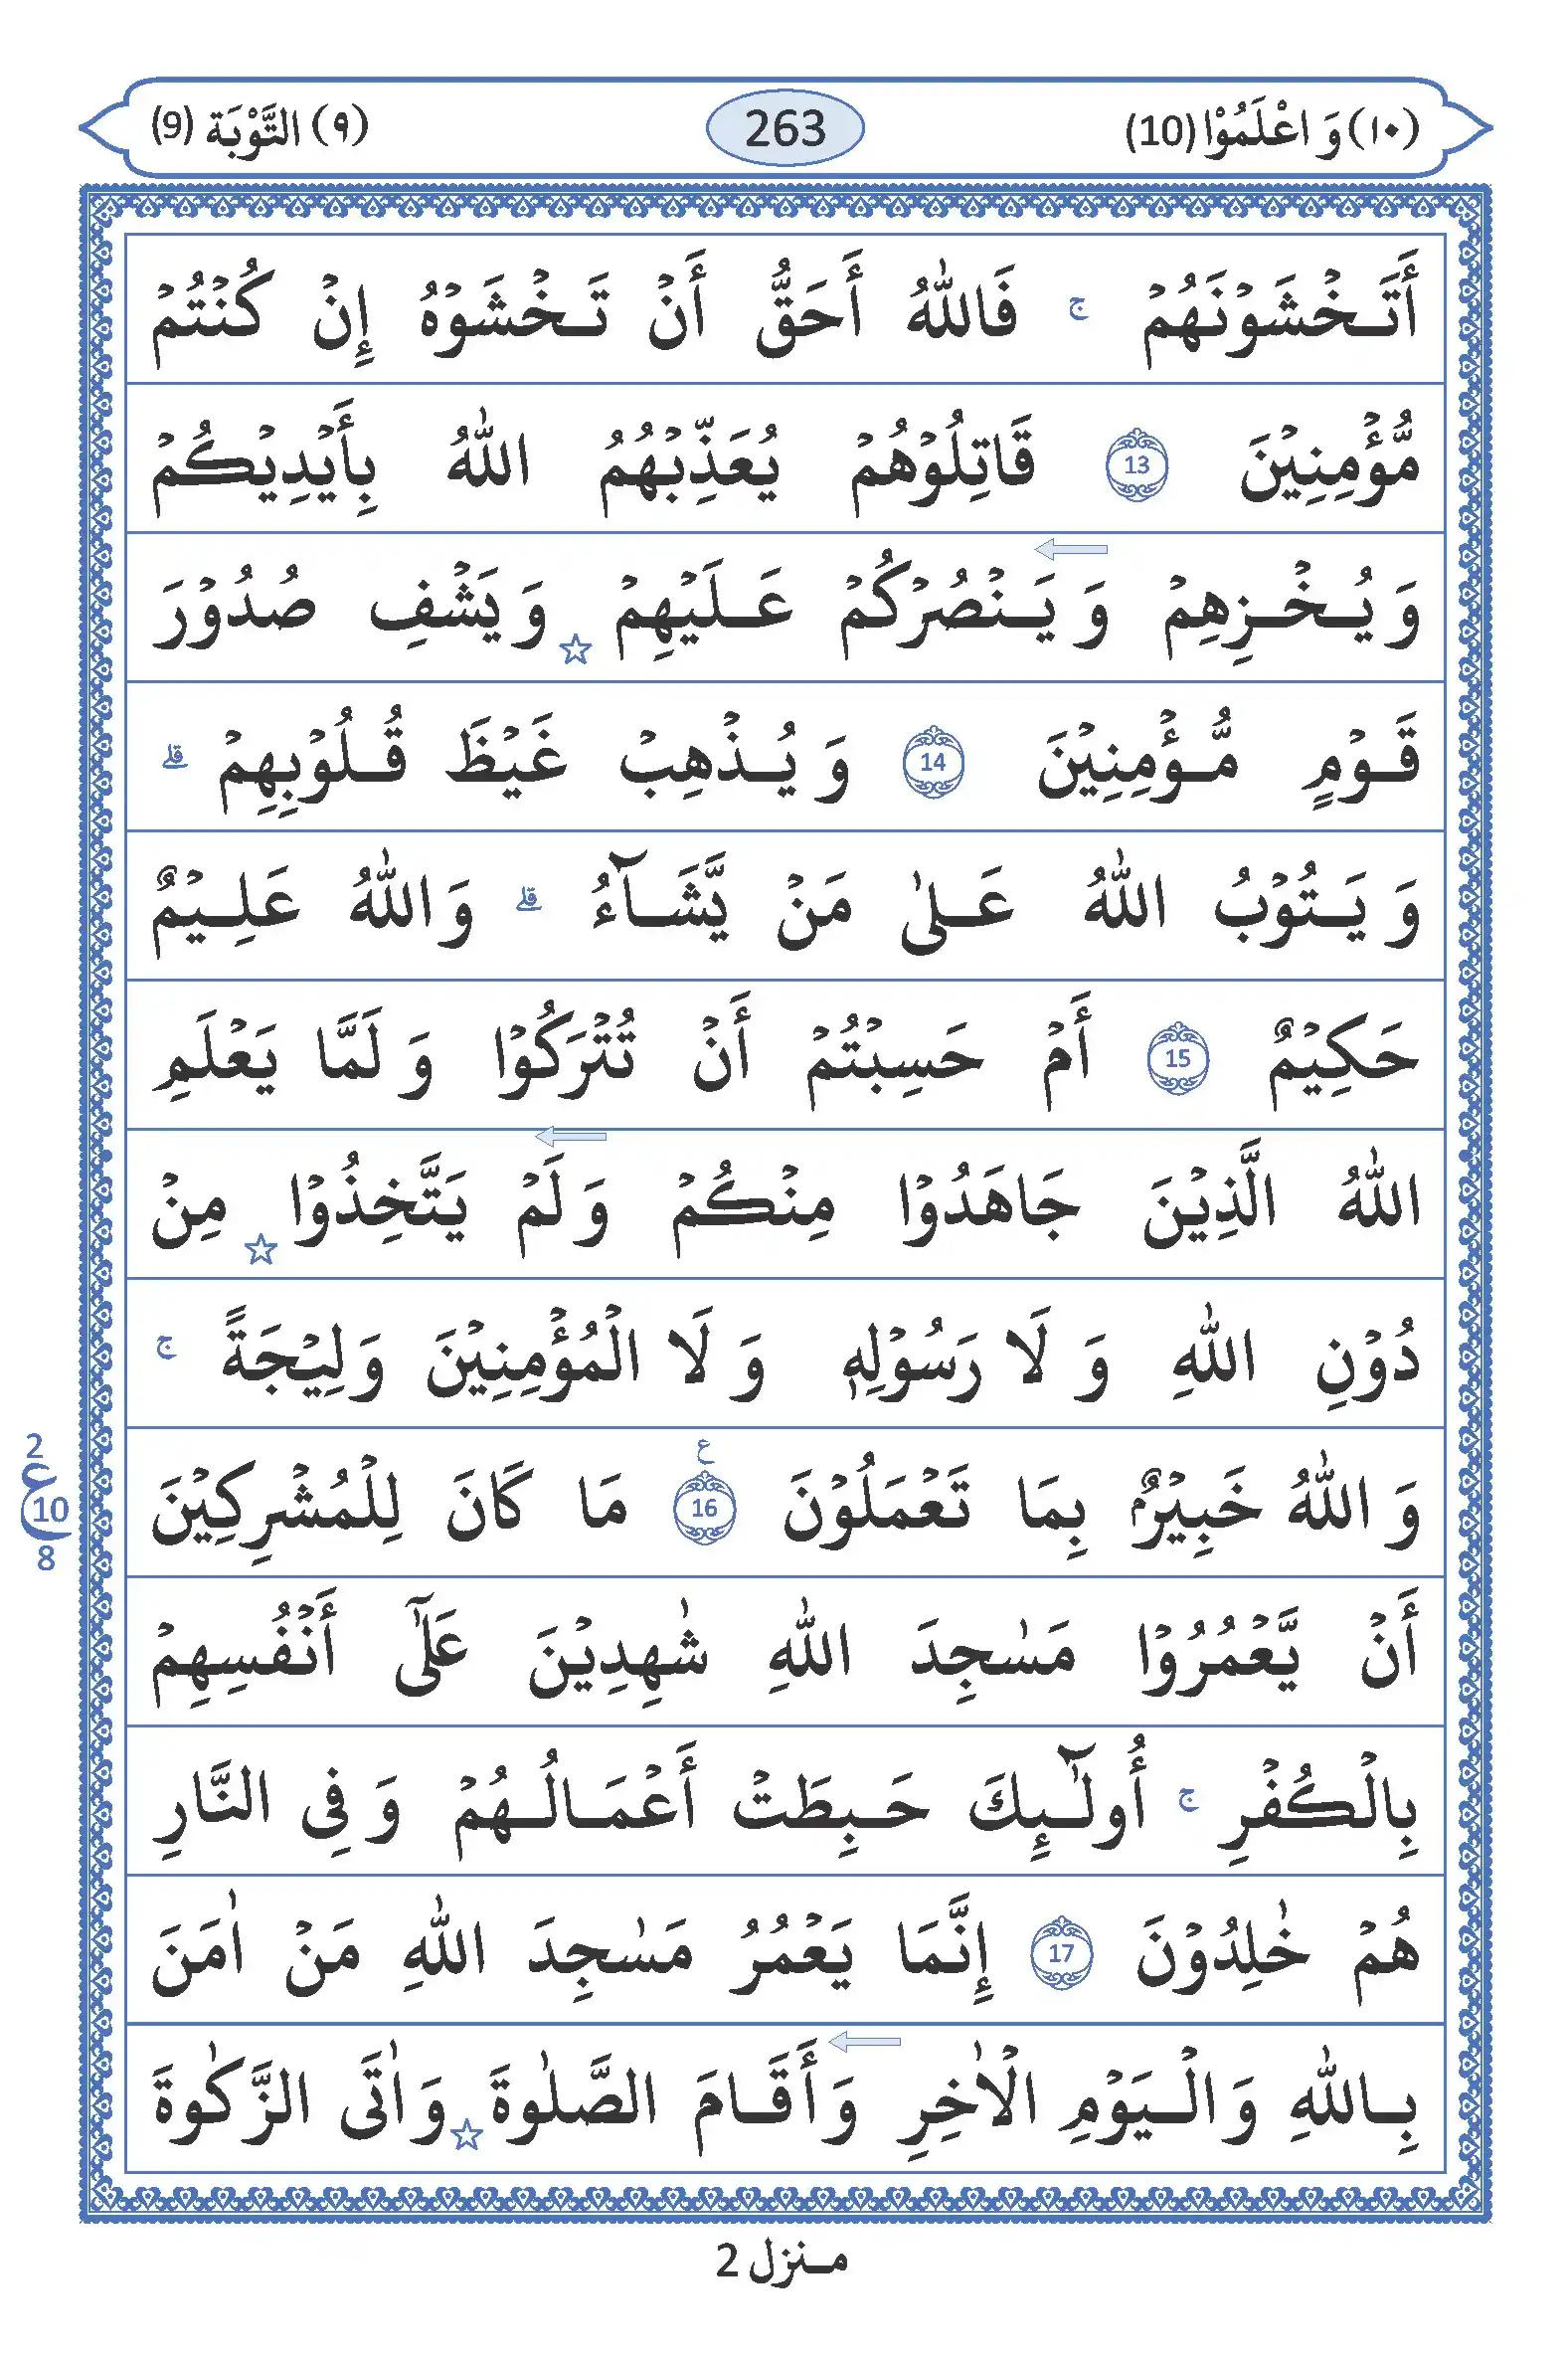 (١٠) وَ اعْلَمُوْا (10) 263 (٩) التَّوْبَة (9)
أَتَخْشَوْنَهُمْ ج فَاللّٰهُ أَحَقُّ أَنْ تَخْشَوْهُ إِنْ كُنْتُمْ
مُّؤْمِنِيْنَ 13 قَاتِلُوْهُمْ يُعَذِّبْهُمُ اللّٰهُ بِأَيْدِيْكُمْ
وَ يُخْزِهِمْ وَ يَنْصُرْكُمْ عَلَيْهِمْ ☆ وَ يَشْفِ صُدُوْرَ
قَوْمٍ مُّؤْمِنِيْنَ 14 وَ يُذْهِبْ غَيْظَ قُلُوْبِهِمْ ۗ
وَ يَتُوْبُ اللّٰهُ عَلىٰ مَنْ يَّشَآءُ ۗ وَ اللّٰهُ عَلِيْمٌ
حَكِيْمٌ 15 أَمْ حَسِبْتُمْ أَنْ تُتْرَكُوْا وَ لَمَّا يَعْلَمِ
اللّٰهُ الَّذِيْنَ جَاهَدُوْا مِنْكُمْ وَ لَمْ يَتَّخِذُوْا ☆ مِنْ
دُوْنِ اللّٰهِ وَ لَا رَسُوْلِهٖ وَ لَا الْمُؤْمِنِيْنَ وَلِيْجَةً ج
وَ اللّٰهُ خَبِيْرٌۢ بِمَا تَعْمَلُوْنَ 16 ع مَا كَانَ لِلْمُشْرِكِيْنَ
2 ع 10 8
أَنْ يَّعْمُرُوْا مَسٰجِدَ اللّٰهِ شٰهِدِيْنَ عَلٰٓى أَنْفُسِهِمْ
بِالْكُفْرِ ج أُولٰٓئِكَ حَبِطَتْ أَعْمَالُهُمْ وَ فِى النَّارِ
هُمْ خٰلِدُوْنَ 17 إِنَّمَا يَعْمُرُ مَسٰجِدَ اللّٰهِ مَنْ اٰمَنَ
بِاللّٰهِ وَ الْيَوْمِ الْاٰخِرِ وَ أَقَامَ الصَّلٰوةَ ☆ وَ اٰتَى الزَّكٰوةَ
منزل 2